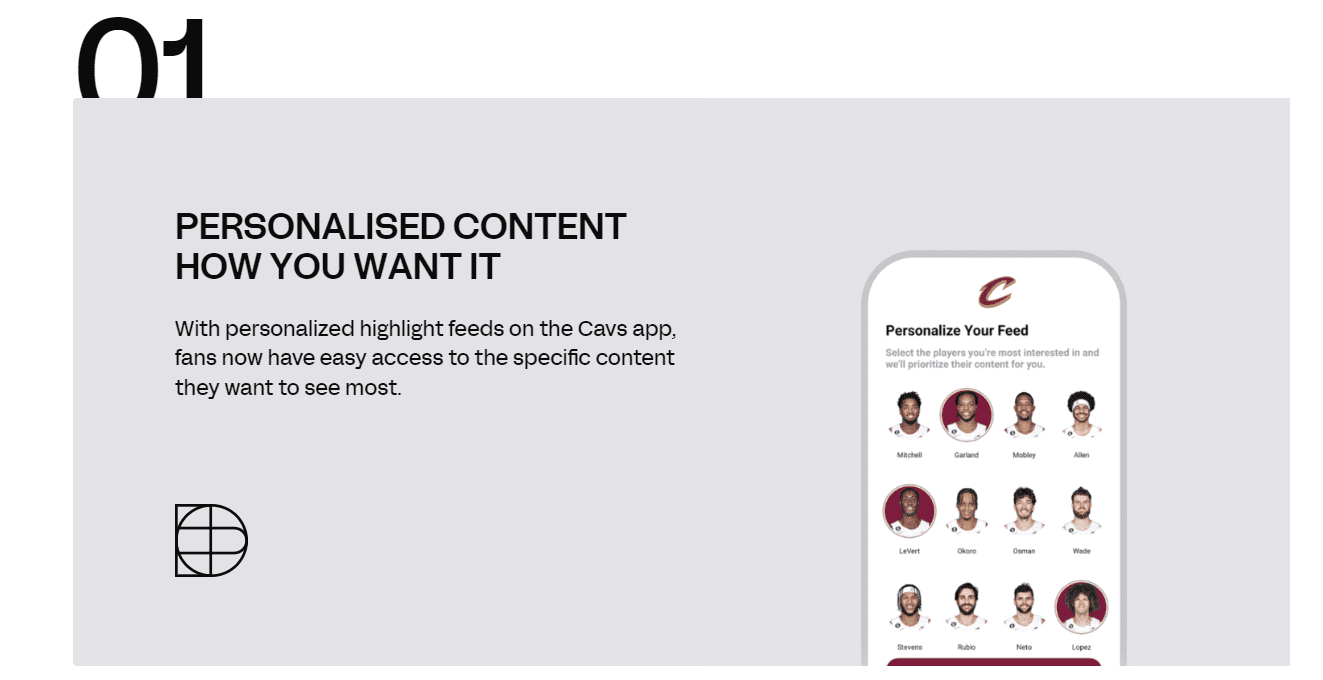 01
PERSONALISED CONTENT
HOW YOU WANT IT
With personalized highlight feeds on the Cavs app,
fans now have easy access to the specific content
they want to see most.
C
Personalize Your Feed
Select the players you're most interested in and
we'll prioritize their content for you.
Mitchell Garland Mobley Allen
LeVert Okoro Osman Wade
Stevens Rubio Neto Lopez